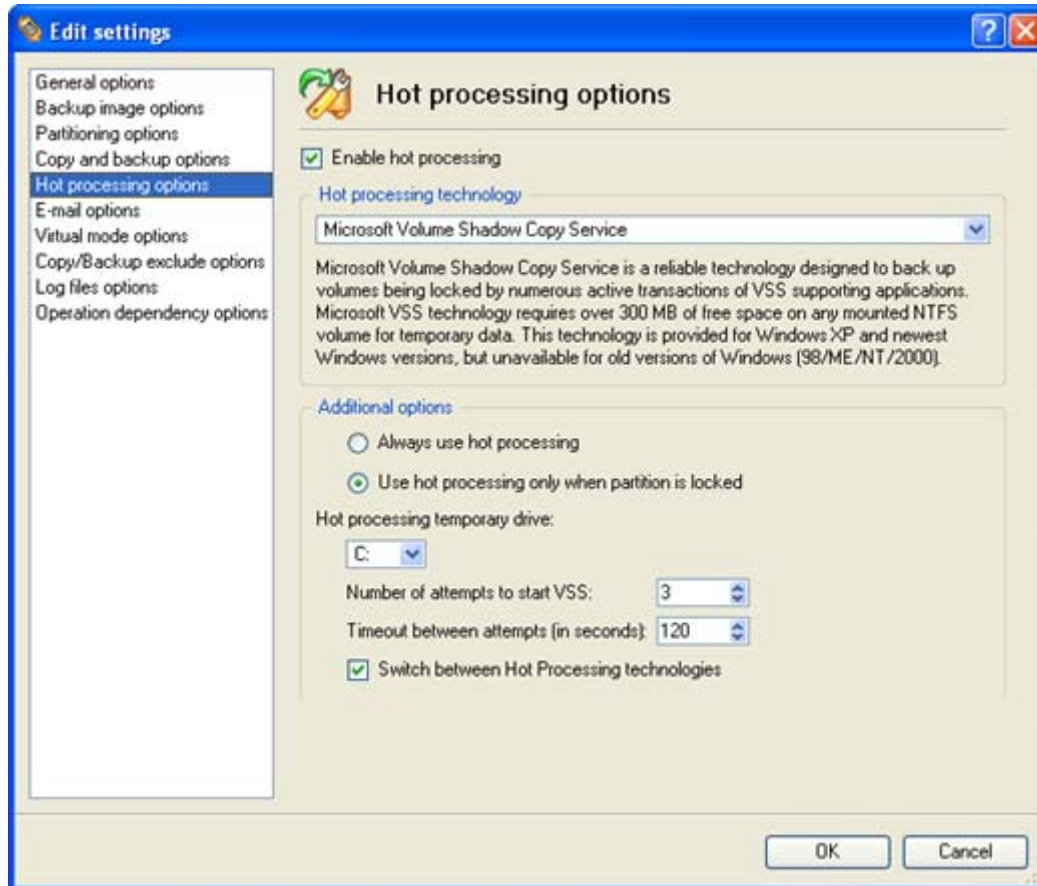 Edit settings
General options
Backup image options
Partitioning options
Copy and backup options
Hot processing options
E-mail options
Virtual mode options
Copy/Backup exclude options
Log files options
Operation dependency options
Hot processing options
Enable hot processing
Hot processing technology
Microsoft Volume Shadow Copy Service
Microsoft Volume Shadow Copy Service is a reliable technology designed to back up
volumes being locked by numerous active transactions of VSS supporting applications.
Microsoft VSS technology requires over 300 MB of free space on any mounted NTFS
volume for temporary data. This technology is provided for Windows XP and newest
Windows versions, but unavailable for old versions of Windows (98/ME/NT/2000).
Additional options
Always use hot processing
Use hot processing only when partition is locked
Hot processing temporary drive:
C:
Number of attempts to start VSS: 3
Timeout between attempts (in seconds): 120
Switch between Hot Processing technologies
OK Cancel